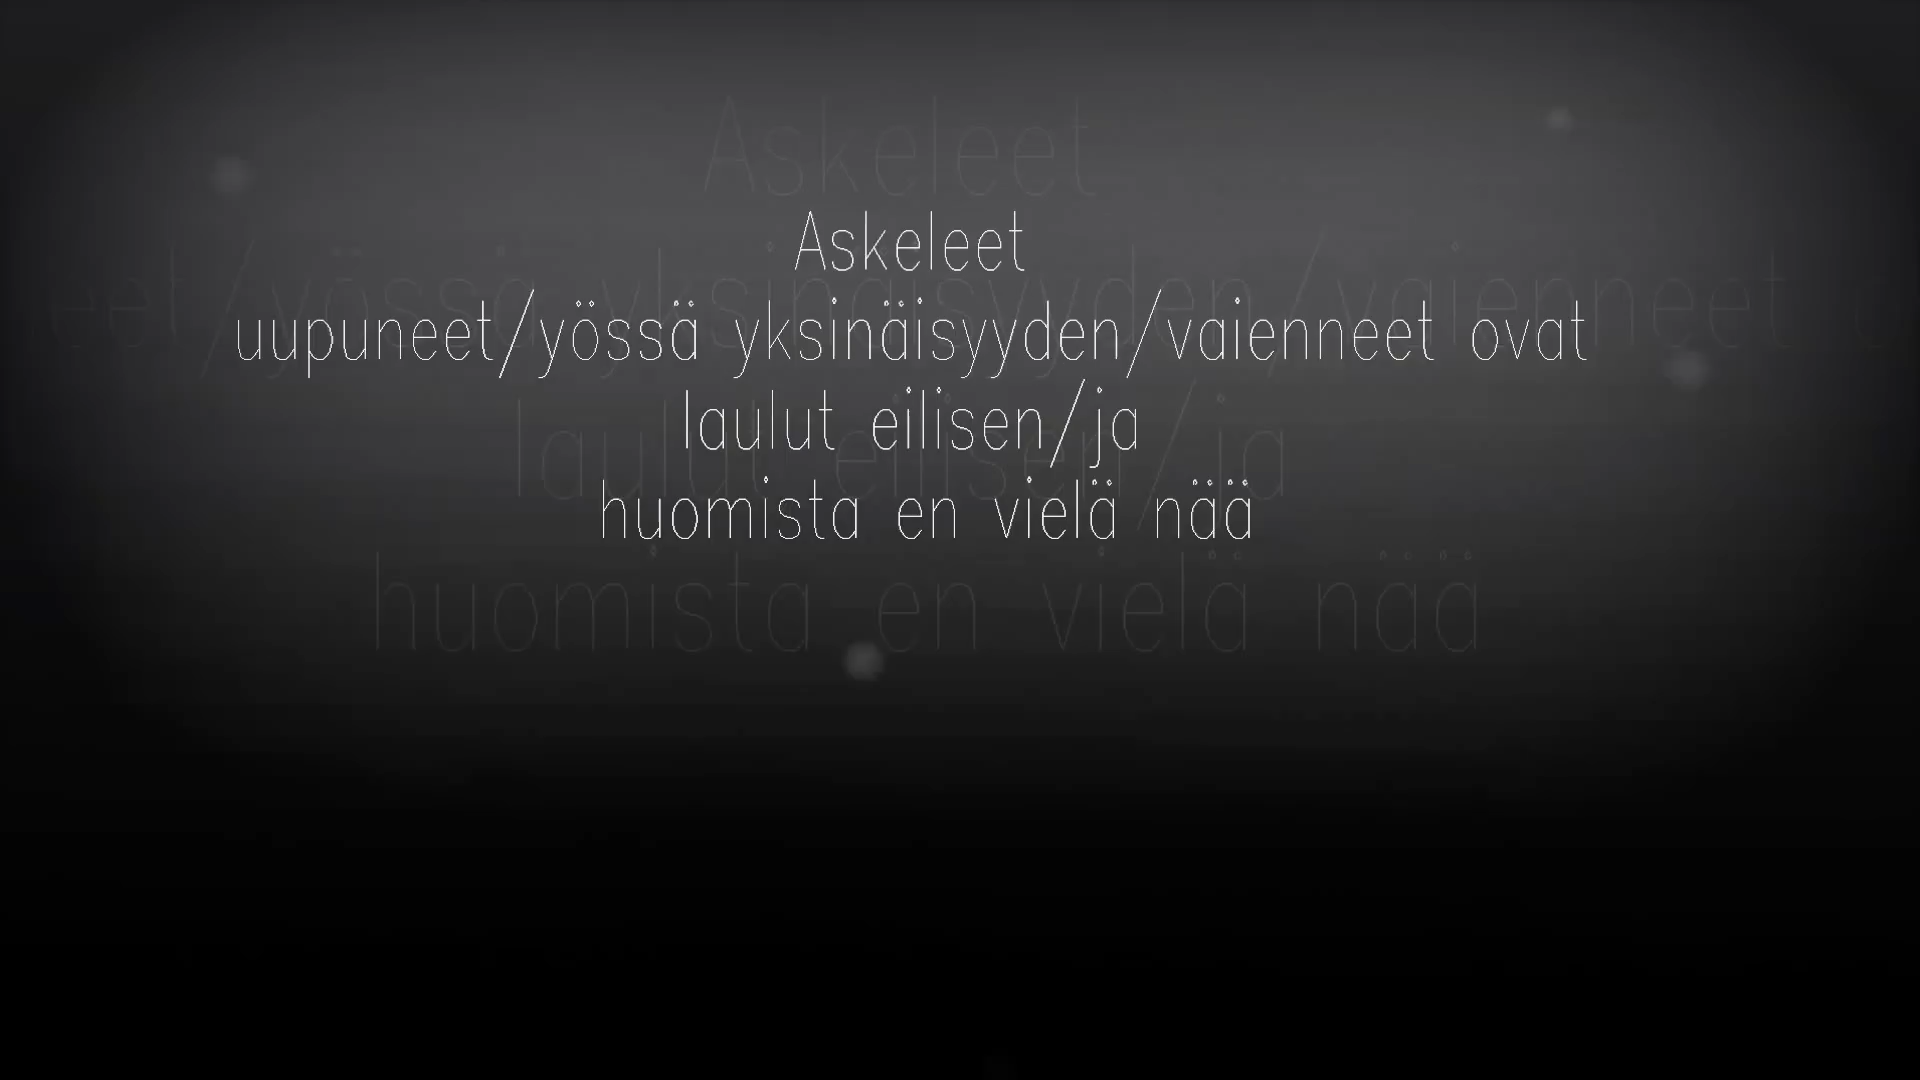 Askeleet
uupuneet/yössä yksinäisyyden/vaienneet ovat
laulut eilisen/ja
huomista en vielä nää